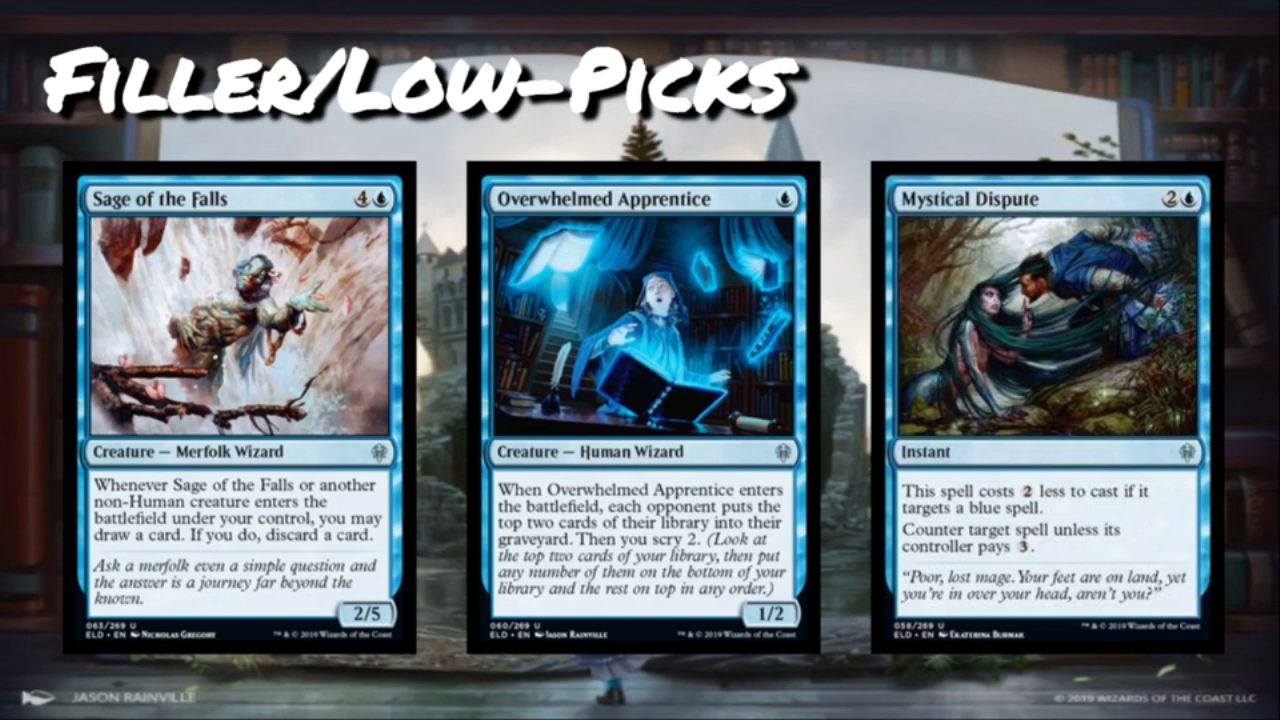 Filler/Low-Picks
Sage of the Falls 4
Creature — Merfolk Wizard
Whenever Sage of the Falls or another
non-Human creature enters the
battlefield under your control, you may
draw a card. If you do, discard a card.
Ask a merfolk even a simple question and
the answer is a journey far beyond the
known.
2/5
063/269 U
ELD • EN Nicholas Gregory
™ & © 2019 Wizards of the Coast
Overwhelmed Apprentice
Creature — Human Wizard
When Overwhelmed Apprentice enters
the battlefield, each opponent puts the
top two cards of their library into their
graveyard. Then you scry 2. (Look at
the top two cards of your library, then put
any number of them on the bottom of your
library and the rest on top in any order.)
1/2
060/269 U
ELD • EN Jason Rainville
™ & © 2019 Wizards of the Coast
Mystical Dispute 2
Instant
This spell costs 2 less to cast if it
targets a blue spell.
Counter target spell unless its
controller pays 3.
“Poor, lost mage. Your feet are on land, yet
you’re in over your head, aren’t you?”
058/269 U
ELD • EN Ekaterina Burmak
™ & © 2019 Wizards of the Coast
JASON RAINVILLE
© 2019 WIZARDS OF THE COAST LLC